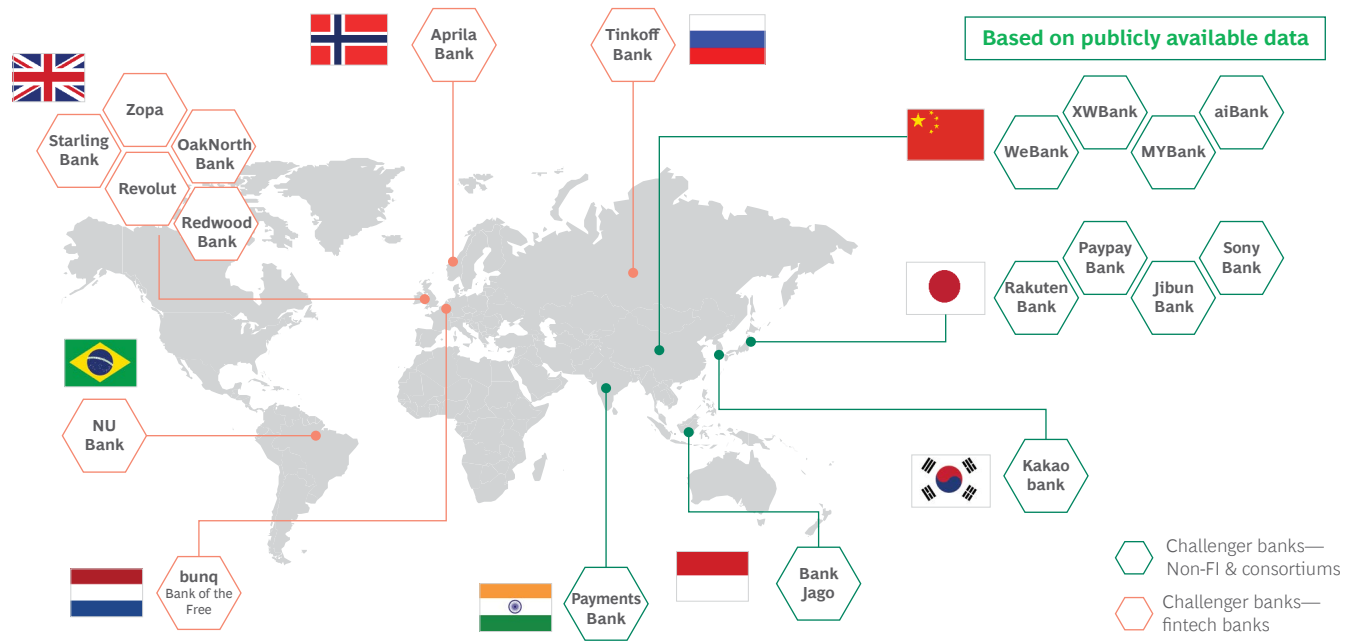 Aprila
Bank
Tinkoff
Bank
Based on publicly available data
Zopa
Starling
Bank
OakNorth
Bank
Revolut
Redwood
Bank
XWBank
aiBank
WeBank
MYBank
Paypay
Bank
Sony
Bank
Rakuten
Bank
Jibun
Bank
NU
Bank
Kakao
bank
bunq
Bank of the
Free
Payments
Bank
Bank
Jago
Challenger banks—
Non-FI & consortiums
Challenger banks—
fintech banks